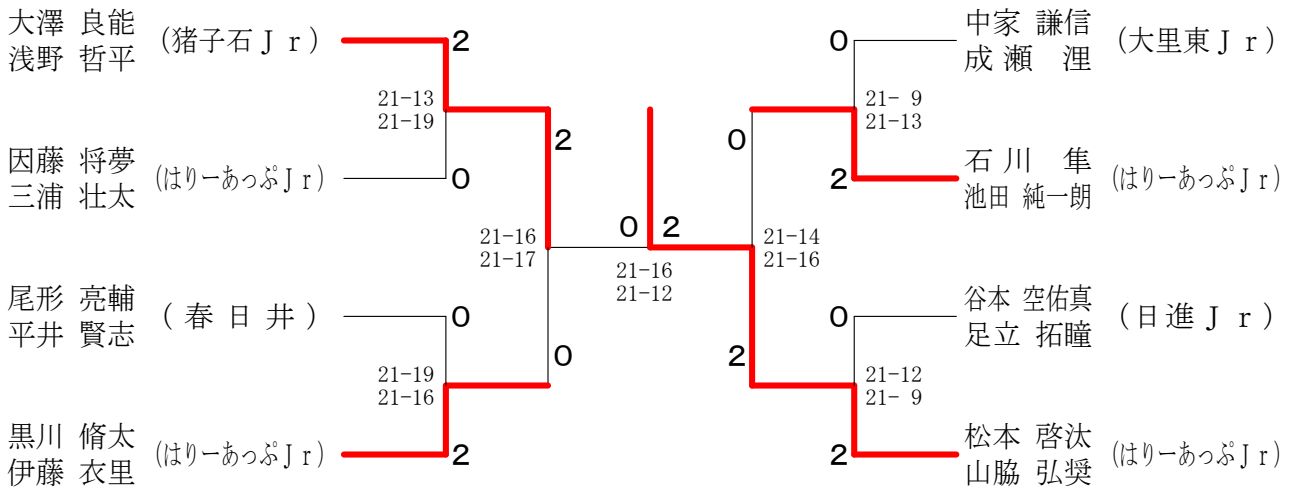 大澤 良能
浅野 哲平
(猪子石Ｊｒ)
2
21-13
21-19
因藤 将夢
三浦 壮太
(はりーあっぷＪｒ)
0
2
21-16
21-17
尾形 亮輔
平井 賢志
(春日井)
0
21-19
21-16
0
黒川 脩太
伊藤 衣里
(はりーあっぷＪｒ)
2
0 2
21-16
21-12
0
中家 謙信
成瀬 浬
(大里東Ｊｒ)
21- 9
21-13
0
2
石川 隼
池田 純一朗
(はりーあっぷＪｒ)
21-14
21-16
0
谷本 空佑真
足立 拓瞳
(日進Ｊｒ)
2
21-12
21- 9
2
松本 啓汰
山脇 弘奨
(はりーあっぷＪｒ)